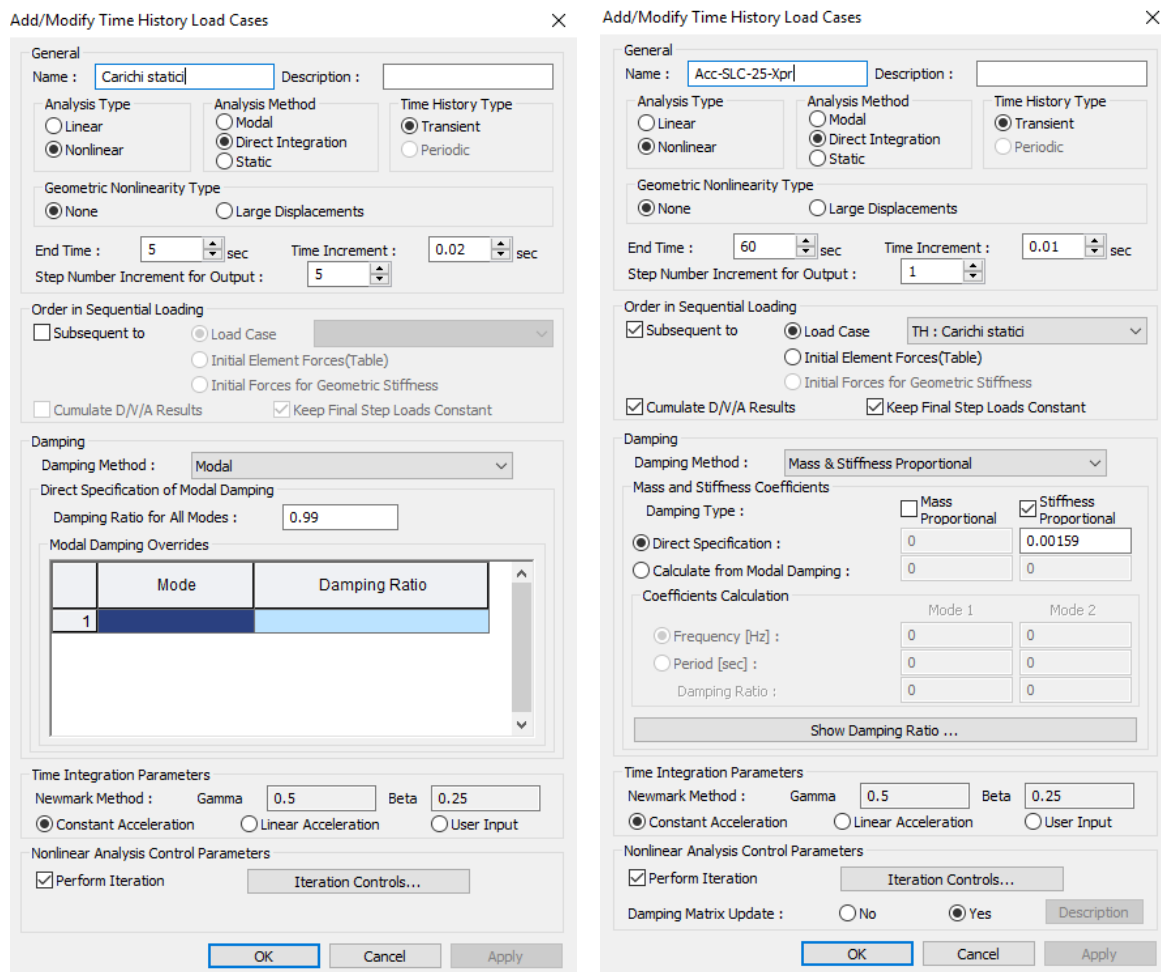 Add/Modify Time History Load Cases
General
Name : Carichi statici Description :
Analysis Type
Linear
Nonlinear
Analysis Method
Modal
Direct Integration
Static
Time History Type
Transient
Periodic
Geometric Nonlinearity Type
None Large Displacements
End Time : 5 sec Time Increment : 0.02 sec
Step Number Increment for Output : 5
Order in Sequential Loading
Subsequent to Load Case
Initial Element Forces(Table)
Initial Forces for Geometric Stiffness
Cumulate D/V/A Results Keep Final Step Loads Constant
Damping
Damping Method : Modal
Direct Specification of Modal Damping
Damping Ratio for All Modes : 0.99
Modal Damping Overrides
Mode Damping Ratio
1
Time Integration Parameters
Newmark Method : Gamma 0.5 Beta 0.25
Constant Acceleration Linear Acceleration User Input
Nonlinear Analysis Control Parameters
Perform Iteration Iteration Controls...
OK Cancel Apply
Add/Modify Time History Load Cases
General
Name : Acc-SLC-25-Xpr Description :
Analysis Type
Linear
Nonlinear
Analysis Method
Modal
Direct Integration
Static
Time History Type
Transient
Periodic
Geometric Nonlinearity Type
None Large Displacements
End Time : 60 sec Time Increment : 0.01 sec
Step Number Increment for Output : 1
Order in Sequential Loading
Subsequent to Load Case TH : Carichi statici
Initial Element Forces(Table)
Initial Forces for Geometric Stiffness
Cumulate D/V/A Results Keep Final Step Loads Constant
Damping
Damping Method : Mass & Stiffness Proportional
Mass and Stiffness Coefficients
Damping Type : Mass Proportional Stiffness Proportional
Direct Specification : 0 0.00159
Calculate from Modal Damping : 0 0
Coefficients Calculation
Mode 1 Mode 2
Frequency [Hz] : 0 0
Period [sec] : 0 0
Damping Ratio : 0 0
Show Damping Ratio ...
Time Integration Parameters
Newmark Method : Gamma 0.5 Beta 0.25
Constant Acceleration Linear Acceleration User Input
Nonlinear Analysis Control Parameters
Perform Iteration Iteration Controls...
Damping Matrix Update : No Yes Description
OK Cancel Apply